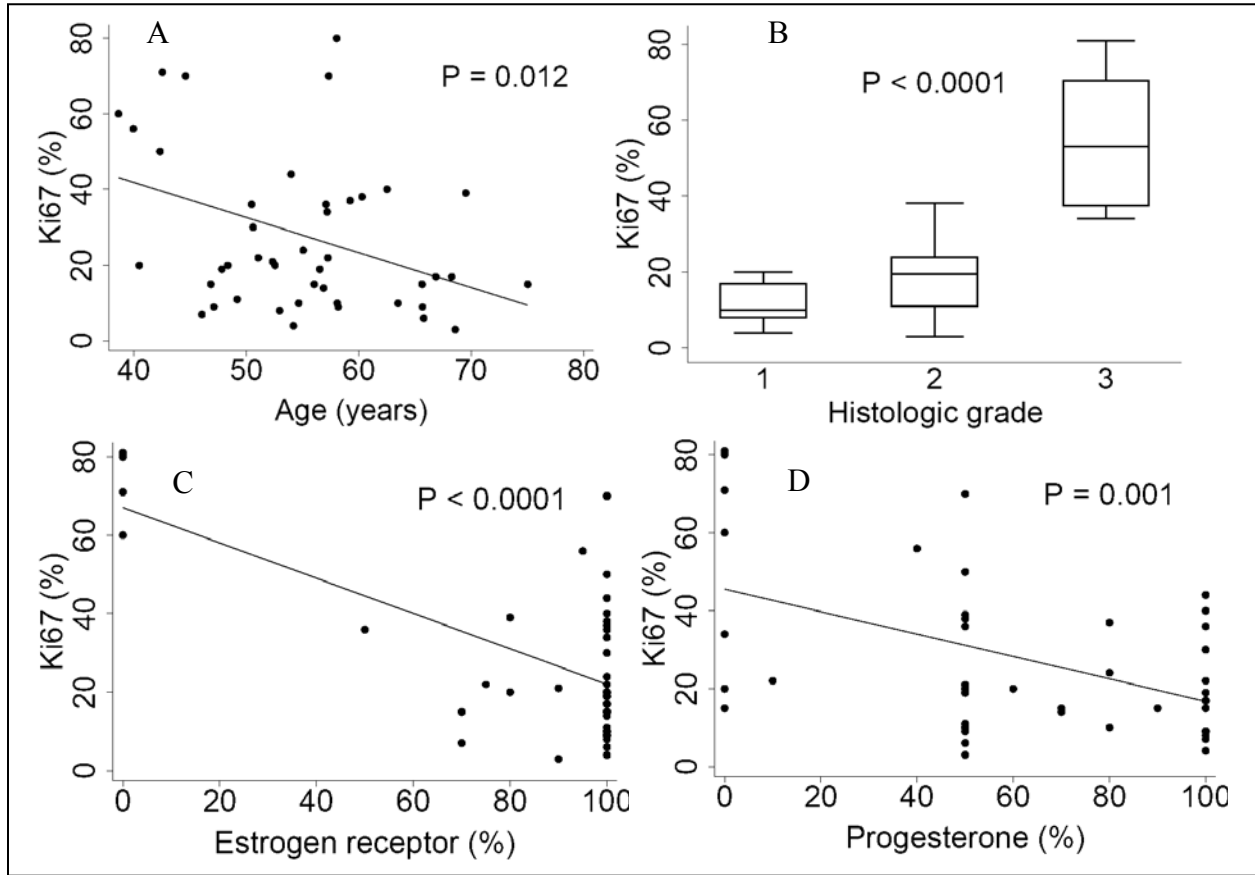 A
P = 0.012
Ki67 (%)
80
60
40
20
0
40 50 60 70 80
Age (years)
B
P < 0.0001
Ki67 (%)
80
60
40
20
0
1 2 3
Histologic grade
C
P < 0.0001
Ki67 (%)
80
60
40
20
0
0 20 40 60 80 100
Estrogen receptor (%)
D
P = 0.001
Ki67 (%)
80
60
40
20
0
0 20 40 60 80 100
Progesterone (%)